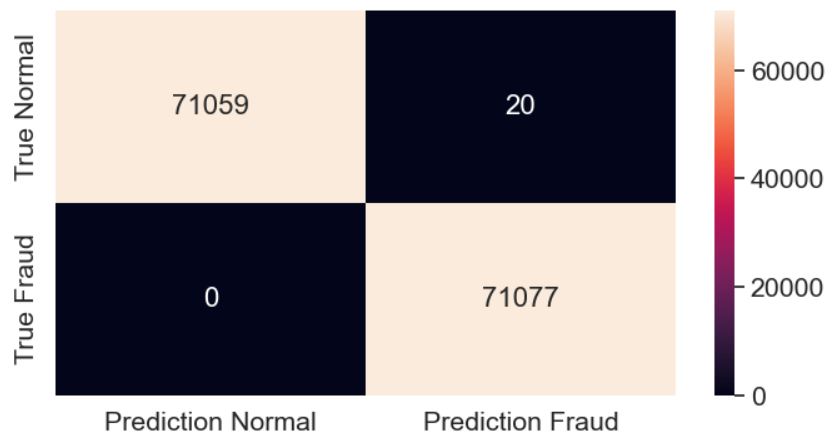 True Normal
71059 20
True Fraud
0 71077
Prediction Normal Prediction Fraud
60000
40000
20000
0